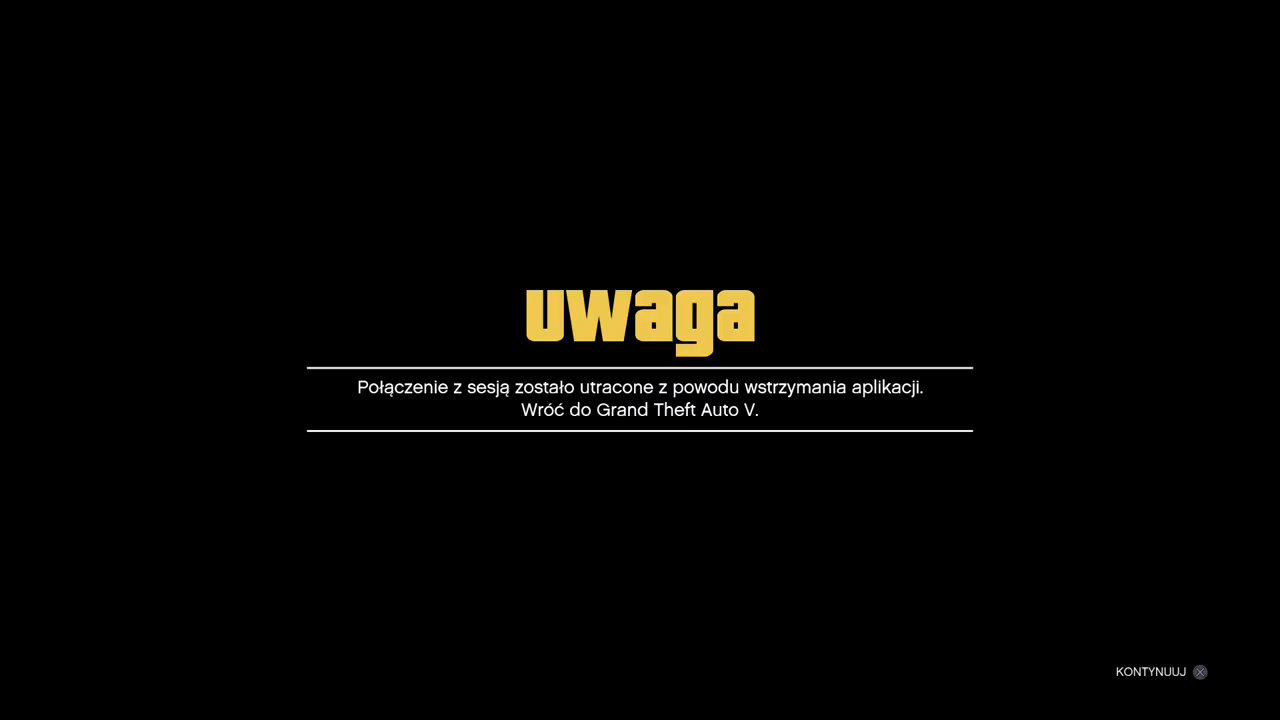 uwaga
Połączenie z sesją zostało utracone z powodu wstrzymania aplikacji.
Wróć do Grand Theft Auto V.
KONTYNUUJ